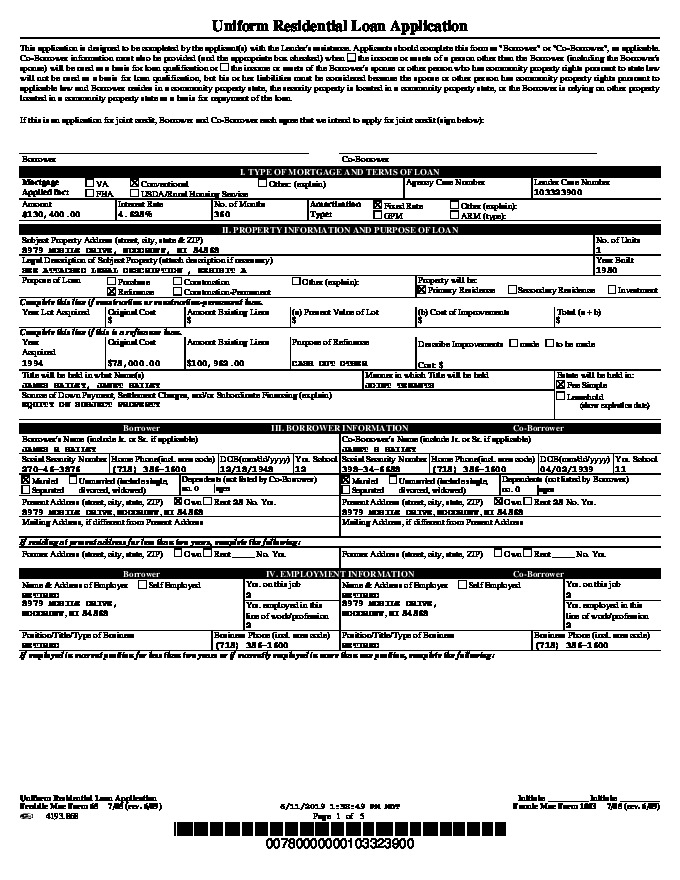 Uniform Residential Loan Application
This application is designed to be completed by the applicant(s) with the Lender's assistance. Applicants should complete this form as "Borrower" or "Co-Borrower", as applicable.
Co-Borrower information must also be provided (and the appropriate box checked) when ☐ the income or assets of a person other than the Borrower (including the Borrower's
spouse) will be used as a basis for loan qualification or ☐ the income or assets of the Borrower's spouse or other person who has community property rights pursuant to state law
will not be used as a basis for loan qualification, but his or her liabilities must be considered because the spouse or other person has community property rights pursuant to
applicable law and Borrower resides in a community property state, the security property is located in a community property state, or the Borrower is relying on other property
located in a community property state as a basis for repayment of the loan.
If this is an application for joint credit, Borrower and Co-Borrower each agree that we intend to apply for joint credit (sign below):
Borrower Co-Borrower
I. TYPE OF MORTGAGE AND TERMS OF LOAN
Mortgage ☐ VA ☒ Conventional ☐ Other: (explain) Agency Case Number Lender Case Number
Applied for: ☐ FHA ☐ USDA/Rural Housing Service 103323900
Amount Interest Rate No. of Months Amortization ☒ Fixed Rate ☐ Other (explain):
$130,400.00 4.625% 360 Type: ☐ GPM ☐ ARM (type):
II. PROPERTY INFORMATION AND PURPOSE OF LOAN
Subject Property Address (street, city, state & ZIP) No. of Units
8979 MOBILE DRIVE, WI 54568 1
Legal Description of Subject Property (attach description if necessary) Year Built
SEE ATTACHED LEGAL DESCRIPTION , EXHIBIT A 1980
Purpose of Loan ☐ Purchase ☐ Construction ☐ Other (explain): Property will be:
☒ Refinance ☐ Construction-Permanent ☒ Primary Residence ☐ Secondary Residence ☐ Investment
Complete this line if construction or construction-permanent loan.
Year Lot Acquired Original Cost Amount Existing Liens (a) Present Value of Lot (b) Cost of Improvements Total (a + b)
$ $ $ $ $
Complete this line if this is a refinance loan.
Year Original Cost Amount Existing Liens Purpose of Refinance Describe Improvements ☐ made ☐ to be made
Acquired
1994 $78,000.00 $100,962.00 CASH OUT OTHER Cost: $
Title will be held in what Name(s) Manner in which Title will be held Estate will be held in:
JAMES BAILEY, JANET BAILEY JOINT TENANTS ☒ Fee Simple
Source of Down Payment, Settlement Charges, and/or Subordinate Financing (explain) ☐ Leasehold
EQUITY ON SUBJECT PROPERTY (show expiration date)
Borrower III. BORROWER INFORMATION Co-Borrower
Borrower's Name (include Jr. or Sr. if applicable) Co-Borrower's Name (include Jr. or Sr. if applicable)
JAMES BAILEY JANET BAILEY
Social Security Number Home Phone(incl. area code) DOB(mm/dd/yyyy) Yrs. School Social Security Number Home Phone(incl. area code) DOB(mm/dd/yyyy) Yrs. School
270-46-3876 (718) 386-1600 12/18/1948 12 398-34-6688 (718) 386-1600 04/02/1939 11
☒ Married ☐ Unmarried (include single, Dependents (not listed by Co-Borrower) ☒ Married ☐ Unmarried (include single, Dependents (not listed by Borrower)
☐ Separated divorced, widowed) no. 0 ages ☐ Separated divorced, widowed) no. 0 ages
Present Address (street, city, state, ZIP) ☒ Own ☐ Rent 25 No. Yrs. Present Address (street, city, state, ZIP) ☒ Own ☐ Rent 25 No. Yrs.
8979 MOBILE DRIVE, WI 54568 8979 MOBILE DRIVE, WI 54568
Mailing Address, if different from Present Address Mailing Address, if different from Present Address
If residing at present address for less than two years, complete the following:
Former Address (street, city, state, ZIP) ☐ Own ☐ Rent _____ No. Yrs. Former Address (street, city, state, ZIP) ☐ Own ☐ Rent _____ No. Yrs.
Borrower IV. EMPLOYMENT INFORMATION Co-Borrower
Name & Address of Employer ☐ Self Employed Yrs. on this job Name & Address of Employer ☐ Self Employed Yrs. on this job
RETIRED 2 RETIRED 2
8979 MOBILE DRIVE, Yrs. employed in this 8979 MOBILE DRIVE, Yrs. employed in this
WI 54568 line of work/profession WI 54568 line of work/profession
2 2
Position/Title/Type of Business Business Phone (incl. area code) Position/Title/Type of Business Business Phone (incl. area code)
RETIRED (718) 386-1600 RETIRED (718) 386-1600
If employed in current position for less than two years or if currently employed in more than one position, complete the following:
Uniform Residential Loan Application Initials: ________ Initials: ________
Freddie Mac Form 65 7/05 (rev. 6/09) 6/11/2019 1:38:49 PM MDT Fannie Mae Form 1003 7/05 (rev. 6/09)
4193.868 Page 1 of 5
00780000000103323900